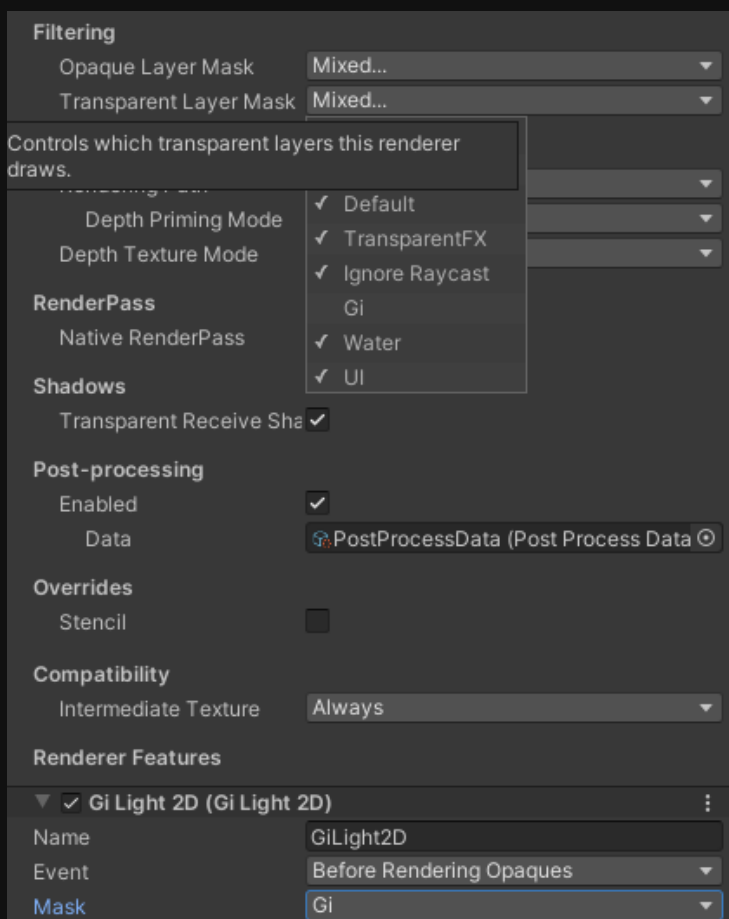 Filtering
Opaque Layer Mask Mixed...
Transparent Layer Mask Mixed...
Controls which transparent layers this renderer
draws.
Default
Depth Priming Mode
TransparentFX
Depth Texture Mode
Ignore Raycast
RenderPass
Gi
Native RenderPass
Water
Shadows
UI
Transparent Receive Sha
Post-processing
Enabled
Data PostProcessData (Post Process Data
Overrides
Stencil
Compatibility
Intermediate Texture Always
Renderer Features
Gi Light 2D (Gi Light 2D)
Name GiLight2D
Event Before Rendering Opaques
Mask Gi